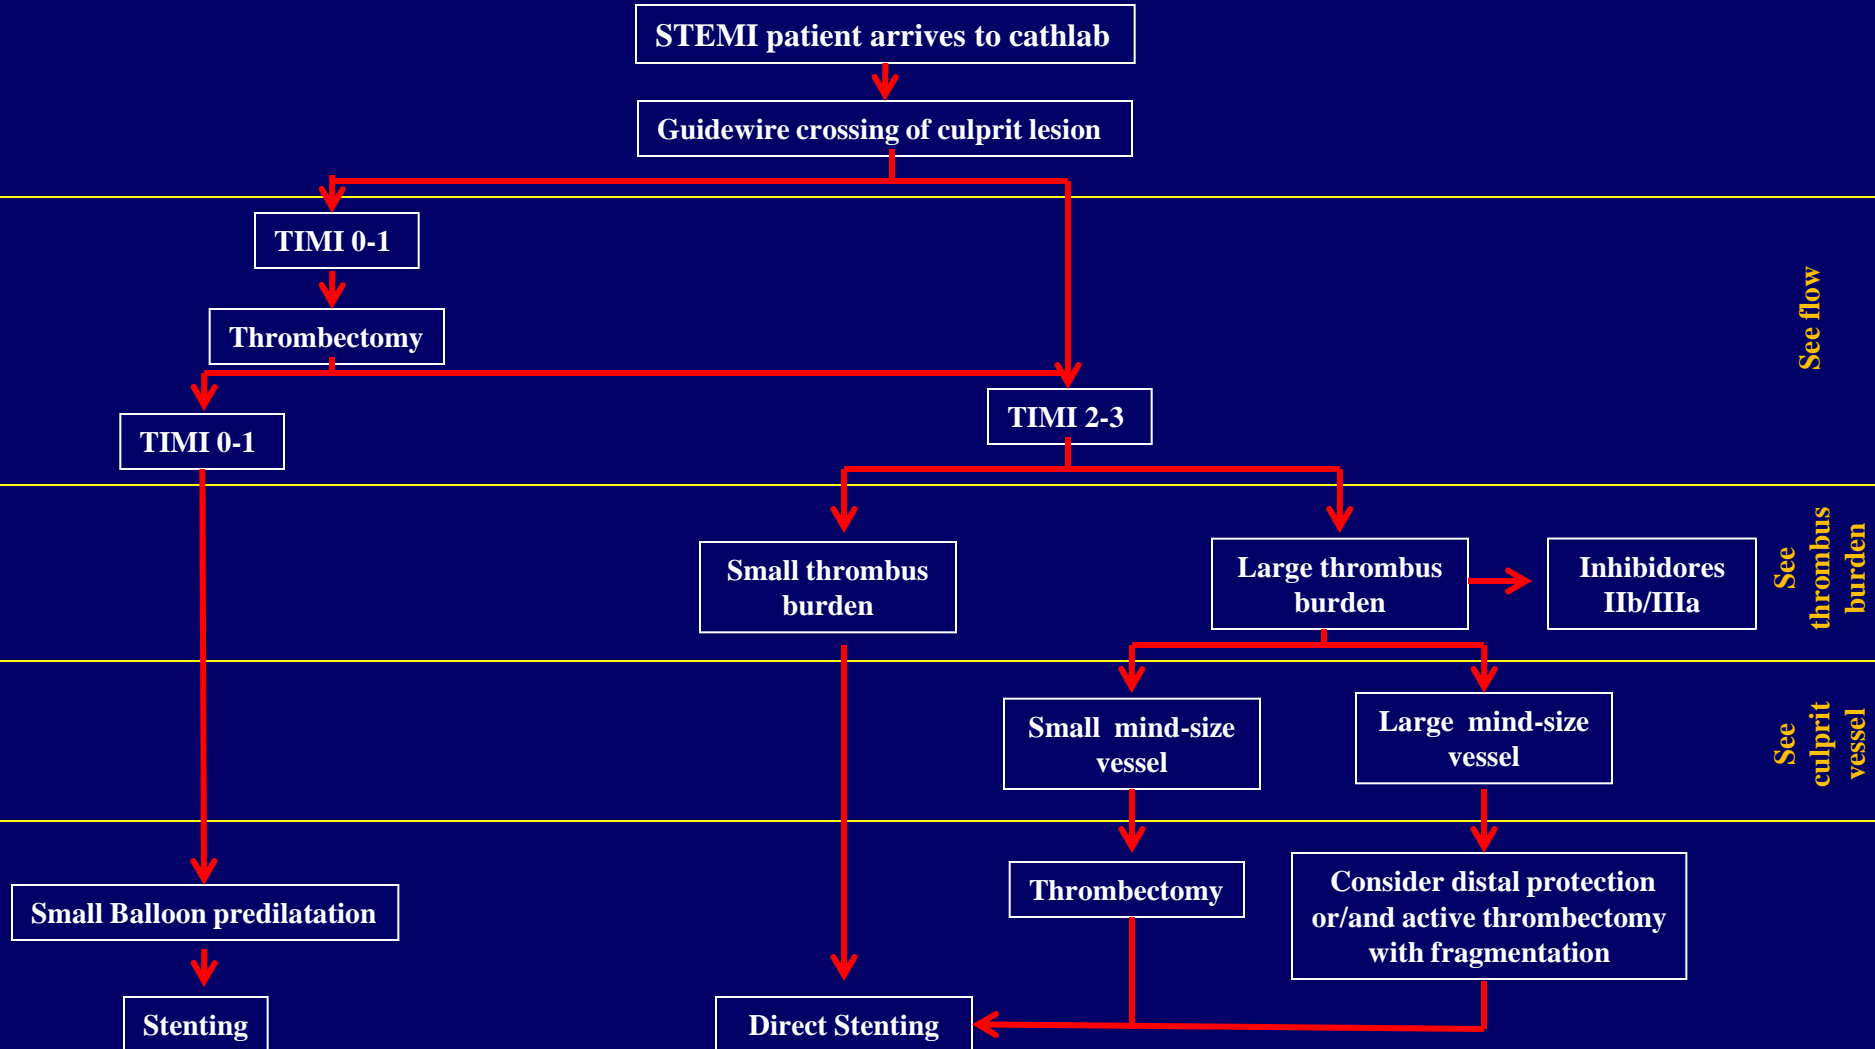 STEMI patient arrives to cathlab
Guidewire crossing of culprit lesion
TIMI 0-1
See flow
Thrombectomy
TIMI 2-3
TIMI 0-1
Small thrombus
burden
Large thrombus
burden
Inhibidores
IIb/IIIa
See
thrombus
burden
Small mind-size
vessel
Large mind-size
vessel
See
culprit
vessel
Small Balloon predilatation
Thrombectomy
Consider distal protection
or/and active thrombectomy
with fragmentation
Stenting
Direct Stenting